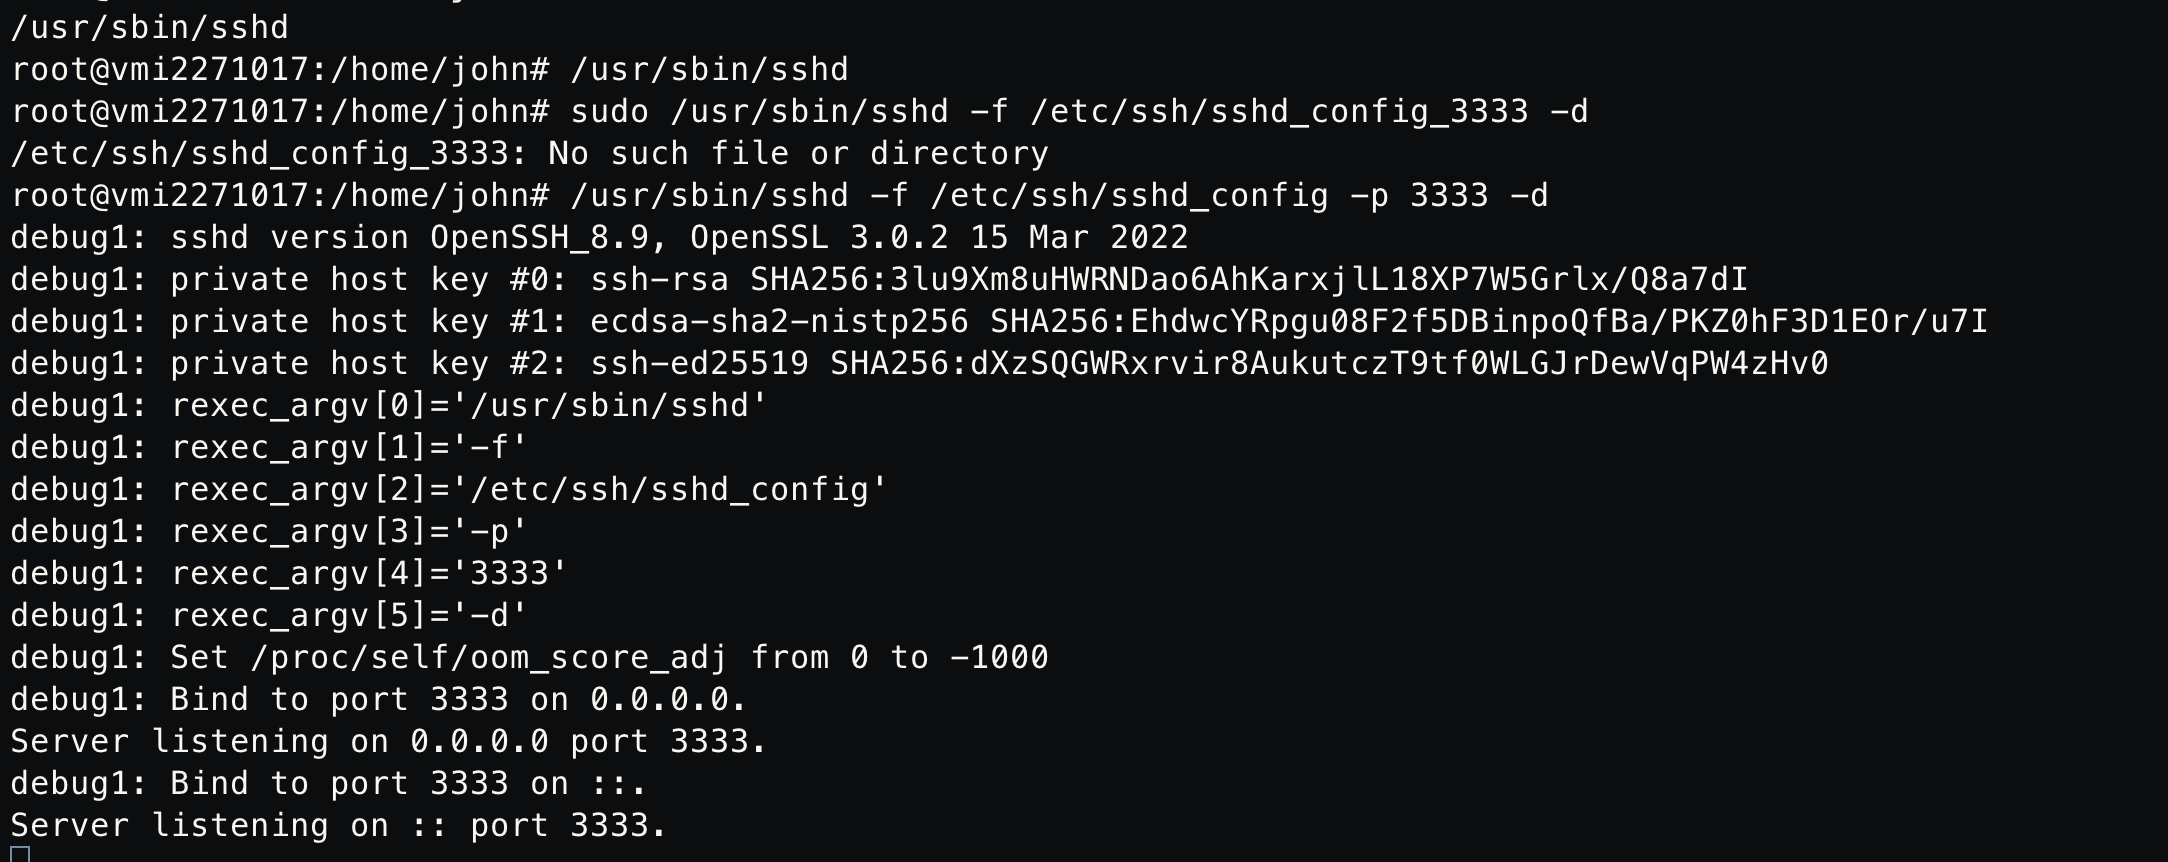 /usr/sbin/sshd
root@vmi2271017:/home/john# /usr/sbin/sshd
root@vmi2271017:/home/john# sudo /usr/sbin/sshd -f /etc/ssh/sshd_config_3333 -d
/etc/ssh/sshd_config_3333: No such file or directory
root@vmi2271017:/home/john# /usr/sbin/sshd -f /etc/ssh/sshd_config -p 3333 -d
debug1: sshd version OpenSSH_8.9, OpenSSL 3.0.2 15 Mar 2022
debug1: private host key #0: ssh-rsa SHA256:3lu9Xm8uHWRNDao6AhKarxjlL18XP7W5Grlx/Q8a7dI
debug1: private host key #1: ecdsa-sha2-nistp256 SHA256:EhdwcYRpgu08F2f5DBinpoQfBa/PKZ0hF3D1EOr/u7I
debug1: private host key #2: ssh-ed25519 SHA256:dXzSQGWRxrvir8AukutczT9tf0WLGJrDewVqPW4zHv0
debug1: rexec_argv[0]='/usr/sbin/sshd'
debug1: rexec_argv[1]='-f'
debug1: rexec_argv[2]='/etc/ssh/sshd_config'
debug1: rexec_argv[3]='-p'
debug1: rexec_argv[4]='3333'
debug1: rexec_argv[5]='-d'
debug1: Set /proc/self/oom_score_adj from 0 to -1000
debug1: Bind to port 3333 on 0.0.0.0.
Server listening on 0.0.0.0 port 3333.
debug1: Bind to port 3333 on ::.
Server listening on :: port 3333.